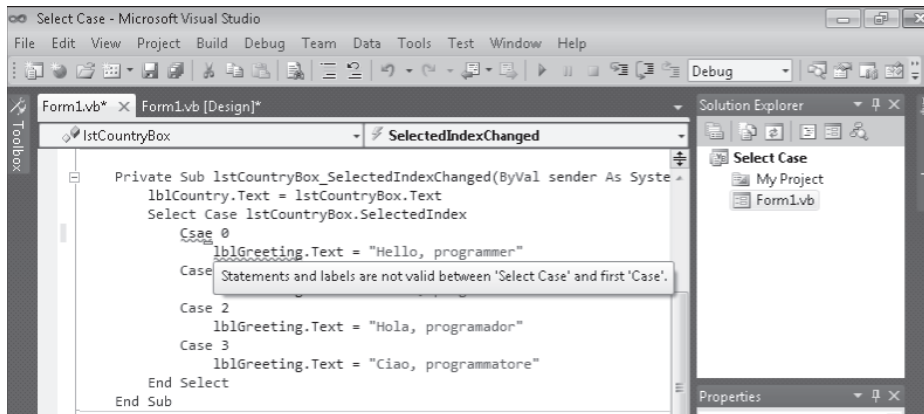 Select Case - Microsoft Visual Studio
File Edit View Project Build Debug Team Data Tools Test Window Help
Debug
Toolbox
Form1.vb* Form1.vb [Design]*
lstCountryBox SelectedIndexChanged
Private Sub lstCountryBox_SelectedIndexChanged(ByVal sender As Syste
lblCountry.Text = lstCountryBox.Text
Select Case lstCountryBox.SelectedIndex
Csae 0
lblGreeting.Text = "Hello, programmer"
Case
Statements and labels are not valid between 'Select Case' and first 'Case'.
Case 2
lblGreeting.Text = "Hola, programador"
Case 3
lblGreeting.Text = "Ciao, programmatore"
End Select
End Sub
Solution Explorer
Select Case
My Project
Form1.vb
Properties